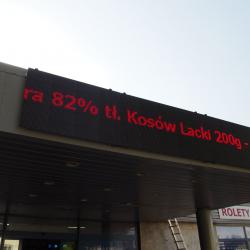 ra 82% tł. Kosów Lacki 200g -
ROLETY